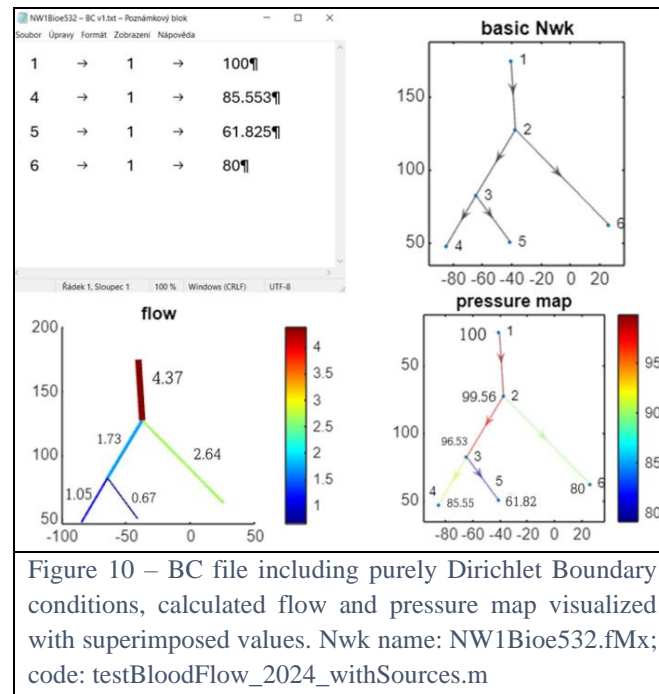 NW1Bioe532 – BC v1.txt – Poznámkový blok
Soubor Úpravy Formát Zobrazení Nápověda
1 → 1 → 100¶
4 → 1 → 85.553¶
5 → 1 → 61.825¶
6 → 1 → 80¶
Řádek 1, Sloupec 1 100 % Windows (CRLF) UTF-8
basic Nwk
150
100
50
-80 -60 -40 -20 0 20
1
2
3
4
5
6
flow
200
150
100
50
-100 -50 0 50
4.37
1.73
2.64
1.05
0.67
4
3.5
3
2.5
2
1.5
1
pressure map
50
100
50
-80 -60 -40 -20 0 20
100 1
99.56 2
96.53 3
4 85.55
5 61.82
80 6
95
90
85
80
Figure 10 – BC file including purely Dirichlet Boundary
conditions, calculated flow and pressure map visualized
with superimposed values. Nwk name: NW1Bioe532.fMx;
code: testBloodFlow_2024_withSources.m